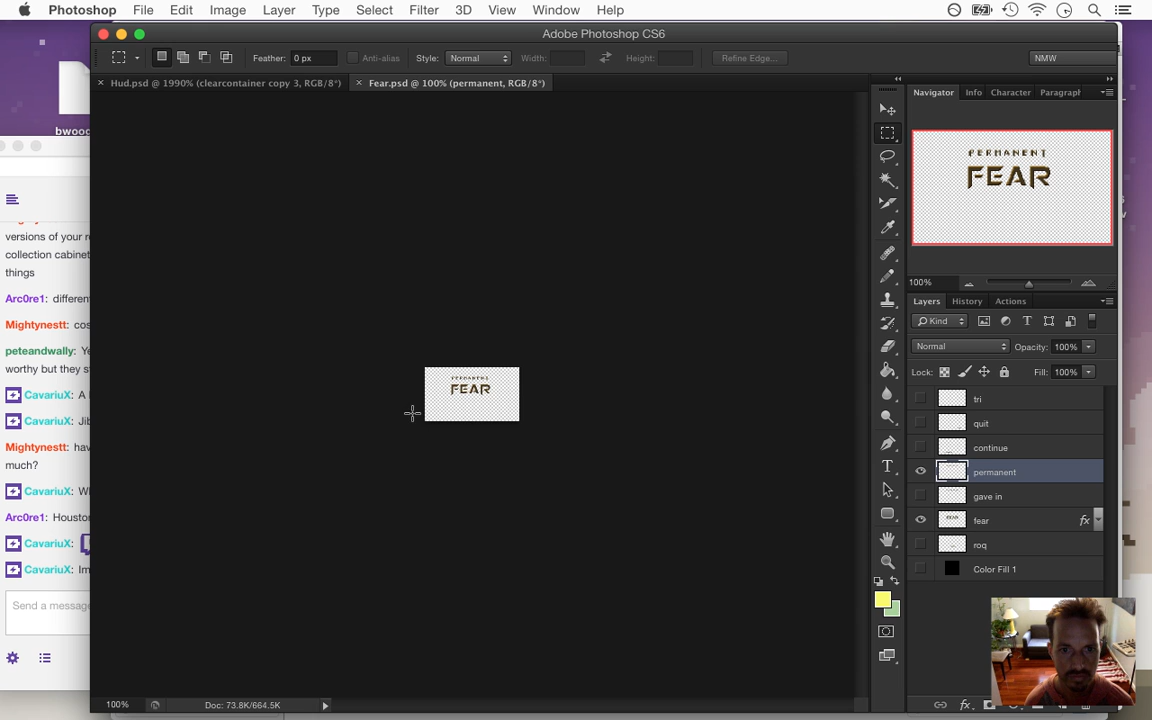 Photoshop File Edit Image Layer Type Select Filter 3D View Window Help
Adobe Photoshop CS6
Feather: 0 px Anti-alias Style: Normal Width: Height: Refine Edge... NMW
Hud.psd @ 1990% (clearcontainer copy 3, RGB/8*) Fear.psd @ 100% (permanent, RGB/8*)
Navigator Info Character Paragraph
bwood
PERMANENT
FEAR
100%
Layers History Actions
Kind
Normal Opacity: 100%
Lock: Fill: 100%
tri
quit
continue
permanent
gave in
fear fx
roq
Color Fill 1
PERMANENT
FEAR
versions of your
collection cabinet
things
Arc0re1: different
Mightynestt: cos
peteandwally: Ye
worthy but they s
CavariuX: A
CavariuX: Jib
Mightynestt: hav
much?
CavariuX: Wh
Arc0re1: Houston
CavariuX:
CavariuX: Im
Send a message
100% Doc: 73.8K/664.5K